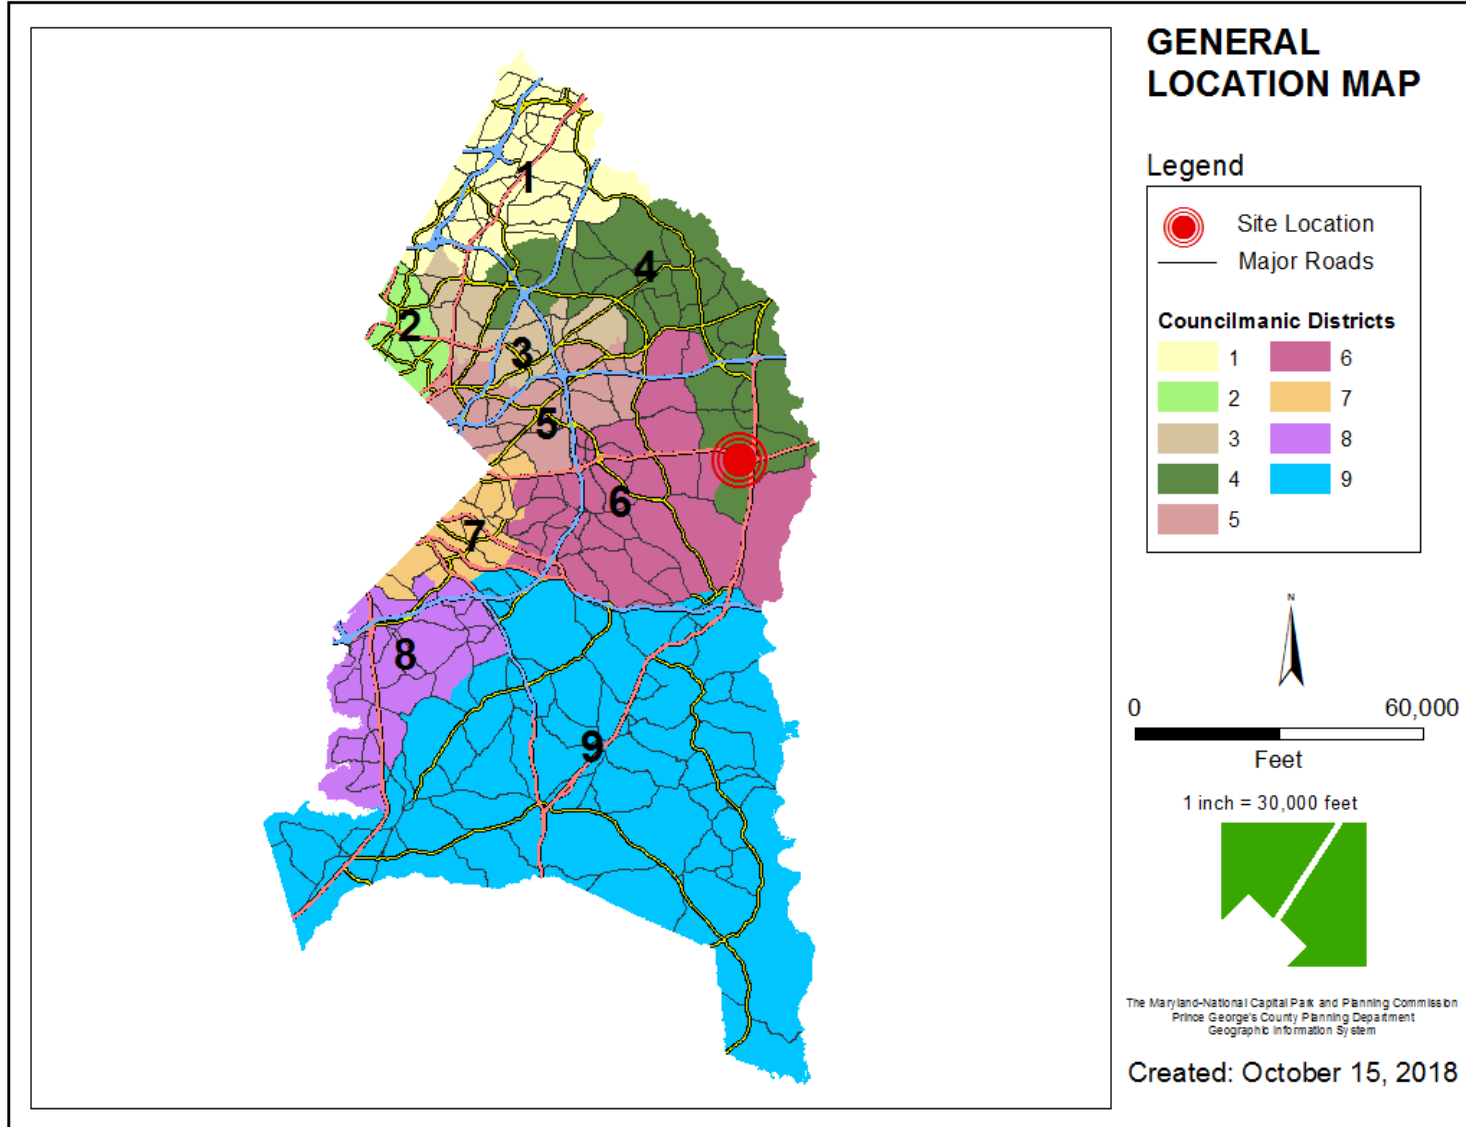 GENERAL
LOCATION MAP
Legend
Site Location
Major Roads
Councilmanic Districts
1 6
2 7
3 8
4 9
5
1
4
2
3
5
6
7
8
9
N
0 60,000
Feet
1 inch = 30,000 feet
The Maryland-National Capital Park and Planning Commission
Prince George's County Planning Department
Geographic Information System
Created: October 15, 2018